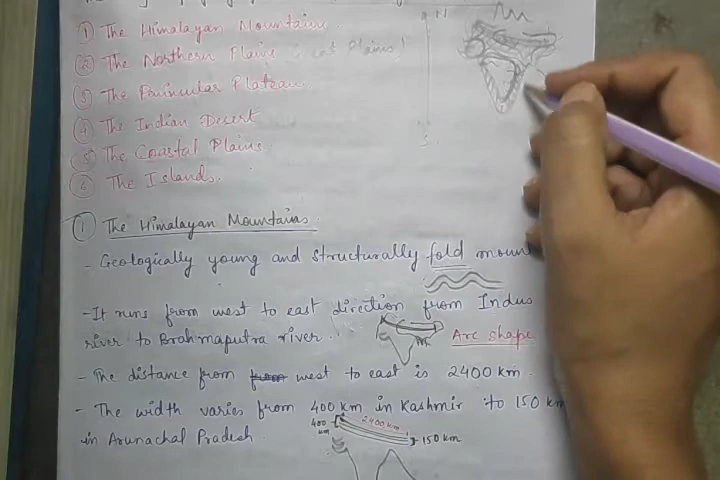 ① The Himalayan Mountains.
② The Northern Plains (east Plains)
③ The Peninsular Plateau
④ The Indian Desert
⑤ The Coastal Plains.
⑥ The Islands.
N
S
① The Himalayan Mountains.
- Geologically young and structurally fold mount
- It runs from west to east direction from Indus
river to Brahmaputra river.
Arc shape
- The distance from west to east is 2400 km.
- The width varies from 400 km in Kashmir to 150 km
in Arunachal Pradesh.
400 km
2400 km
150 km